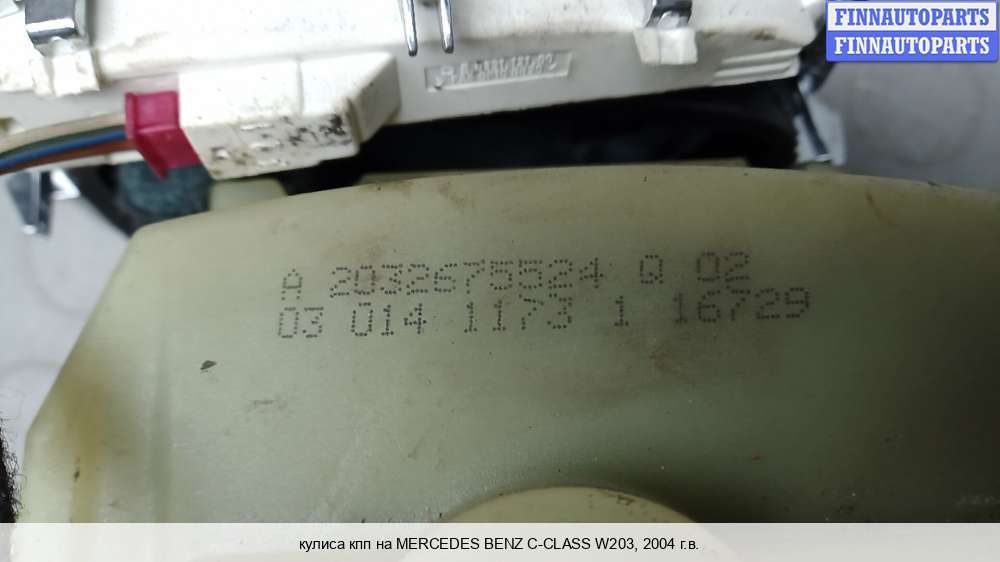 FINNAUTOPARTS
FINNAUTOPARTS
A 2032675524 Q 02
03 014 1173 1 16729
кулиса кпп на MERCEDES BENZ C-CLASS W203, 2004 г.в.